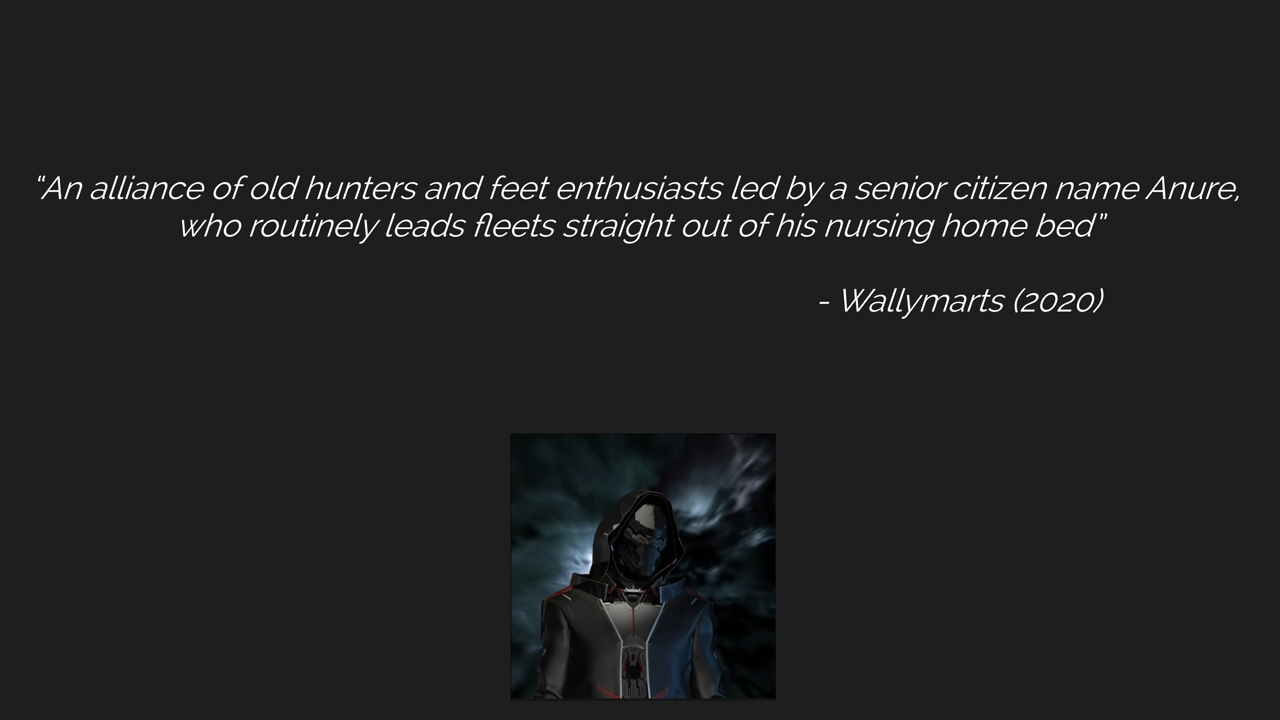 “An alliance of old hunters and feet enthusiasts led by a senior citizen name Anure,
who routinely leads fleets straight out of his nursing home bed”
- Wallymarts (2020)